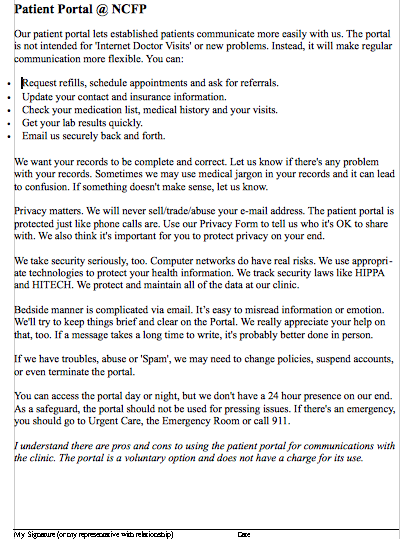 Patient Portal @ NCFP
Our patient portal lets established patients communicate more easily with us. The portal
is not intended for 'Internet Doctor Visits' or new problems. Instead, it will make regular
communication more flexible. You can:
• Request refills, schedule appointments and ask for referrals.
• Update your contact and insurance information.
• Check your medication list, medical history and your visits.
• Get your lab results quickly.
• Email us securely back and forth.
We want your records to be complete and correct. Let us know if there's any problem
with your records. Sometimes we may use medical jargon in your records and it can lead
to confusion. If something doesn't make sense, let us know.
Privacy matters. We will never sell/trade/abuse your e-mail address. The patient portal is
protected just like phone calls are. Use our Privacy Form to tell us who it's OK to share
with. We also think it's important for you to protect privacy on your end.
We take security seriously, too. Computer networks do have real risks. We use appropri-
ate technologies to protect your health information. We track security laws like HIPPA
and HITECH. We protect and maintain all of the data at our clinic.
Bedside manner is complicated via email. It's easy to misread information or emotion.
We'll try to keep things brief and clear on the Portal. We really appreciate your help on
that, too. If a message takes a long time to write, it's probably better done in person.
If we have troubles, abuse or 'Spam', we may need to change policies, suspend accounts,
or even terminate the portal.
You can access the portal day or night, but we don't have a 24 hour presence on our end.
As a safeguard, the portal should not be used for pressing issues. If there's an emergency,
you should go to Urgent Care, the Emergency Room or call 911.
I understand there are pros and cons to using the patient portal for communications with
the clinic. The portal is a voluntary option and does not have a charge for its use.
My Signature (or my representative with relationship) Date